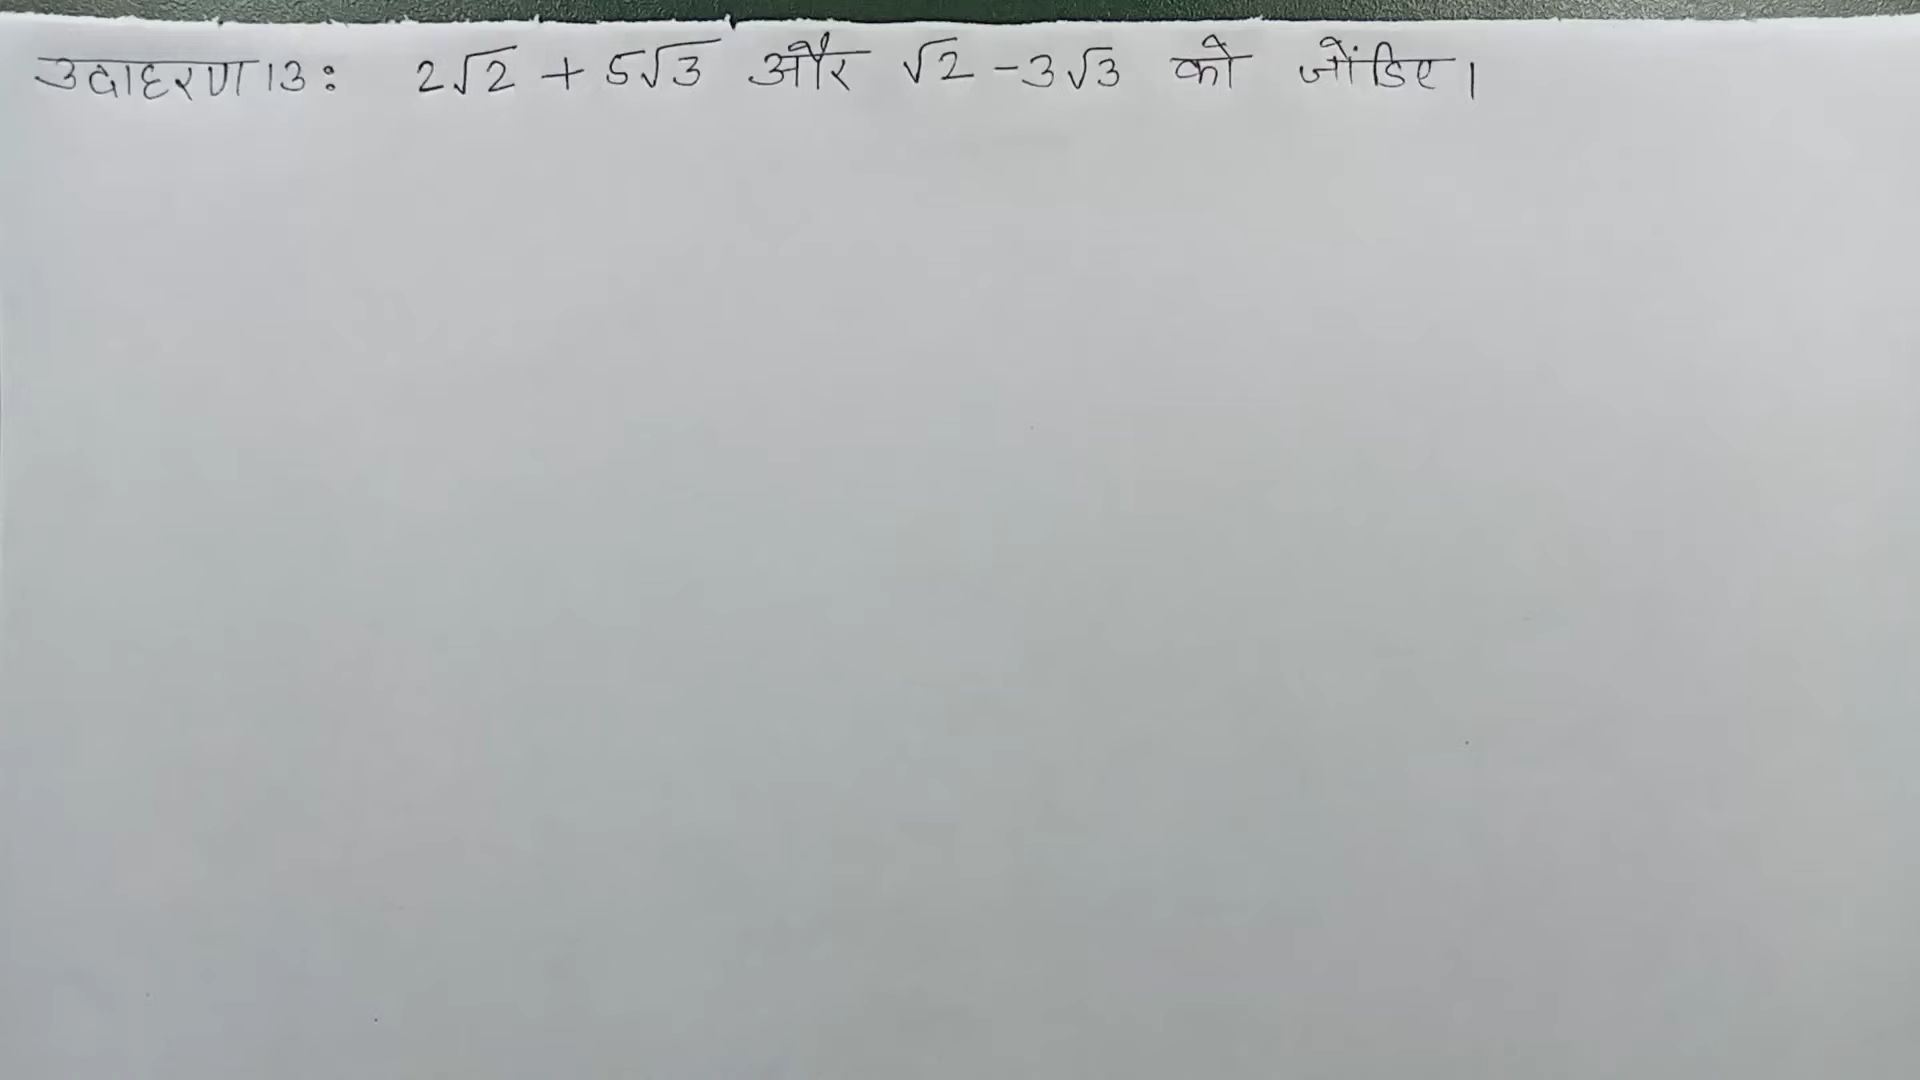 उदाहरण 13: 2√2 + 5√3 और √2 - 3√3 को जोंडिए।